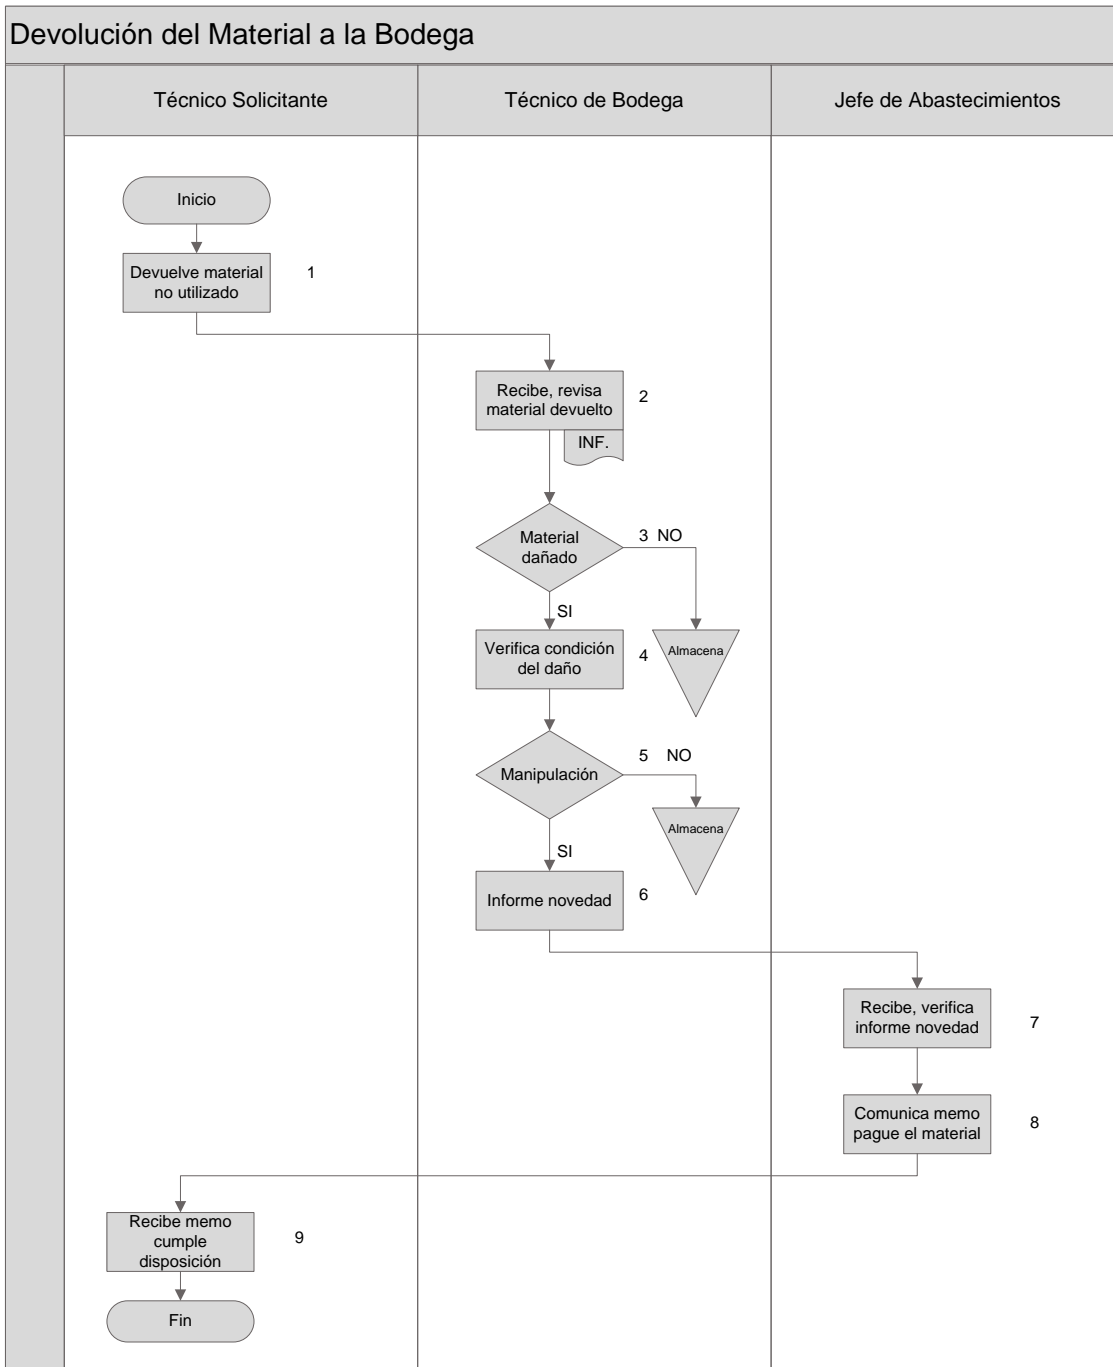 Devolución del Material a la Bodega
Técnico Solicitante
Técnico de Bodega
Jefe de Abastecimientos
Inicio
Devuelve material
no utilizado
1
Recibe, revisa
material devuelto
2
INF.
Material
dañado
3 NO
SI
Verifica condición
del daño
4
Almacena
Manipulación
5 NO
SI
Almacena
Informe novedad
6
Recibe, verifica
informe novedad
7
Comunica memo
pague el material
8
Recibe memo
cumple
disposición
9
Fin